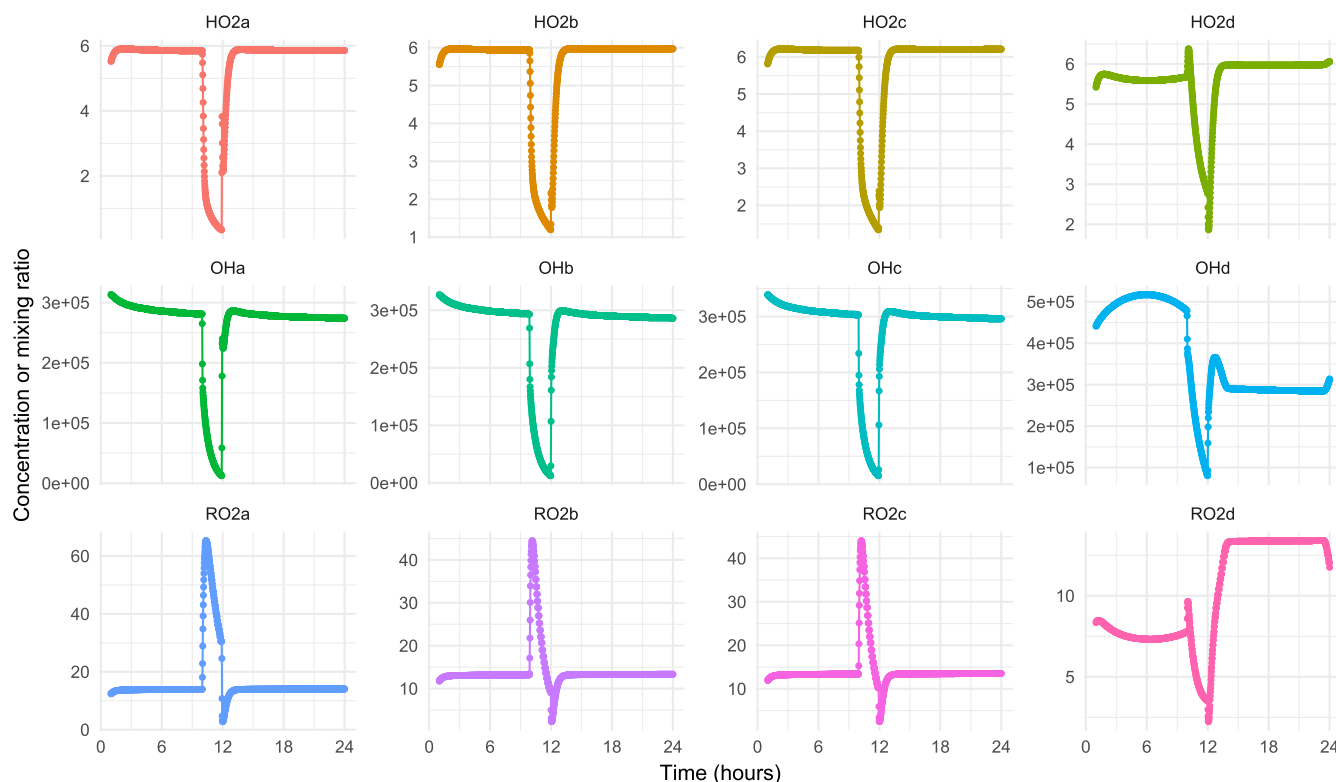 HO2a HO2b HO2c HO2d
6 6 6 6
4 5 5 5
2 4 4 4
3 3 3
2 2 2
1
OHa OHb OHc OHd
3e+05 3e+05 3e+05 5e+05
2e+05 2e+05 2e+05 4e+05
1e+05 1e+05 1e+05 3e+05
0e+00 0e+00 0e+00 2e+05
1e+05
Concentration or mixing ratio
RO2a RO2b RO2c RO2d
60 40 40 10
40 30 30 5
20 20 20
0 10 10
0 6 12 18 24 0 6 12 18 24 0 6 12 18 24 0 6 12 18 24
Time (hours)